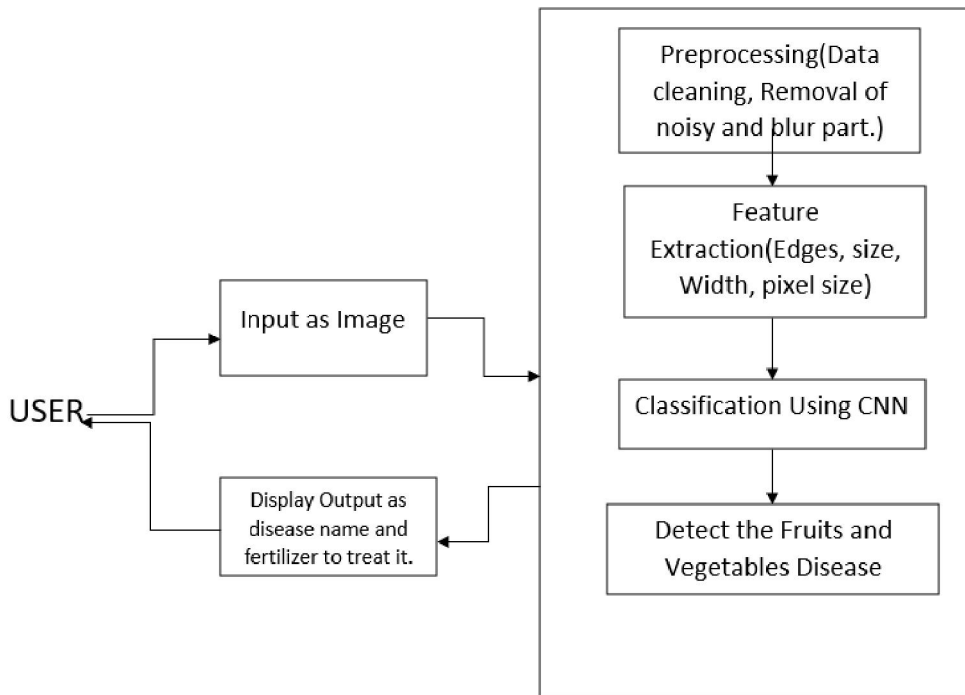 Preprocessing(Data
cleaning, Removal of
noisy and blur part.)
Feature
Extraction(Edges, size,
Width, pixel size)
Input as Image
Classification Using CNN
USER
Display Output as
disease name and
fertilizer to treat it.
Detect the Fruits and
Vegetables Disease